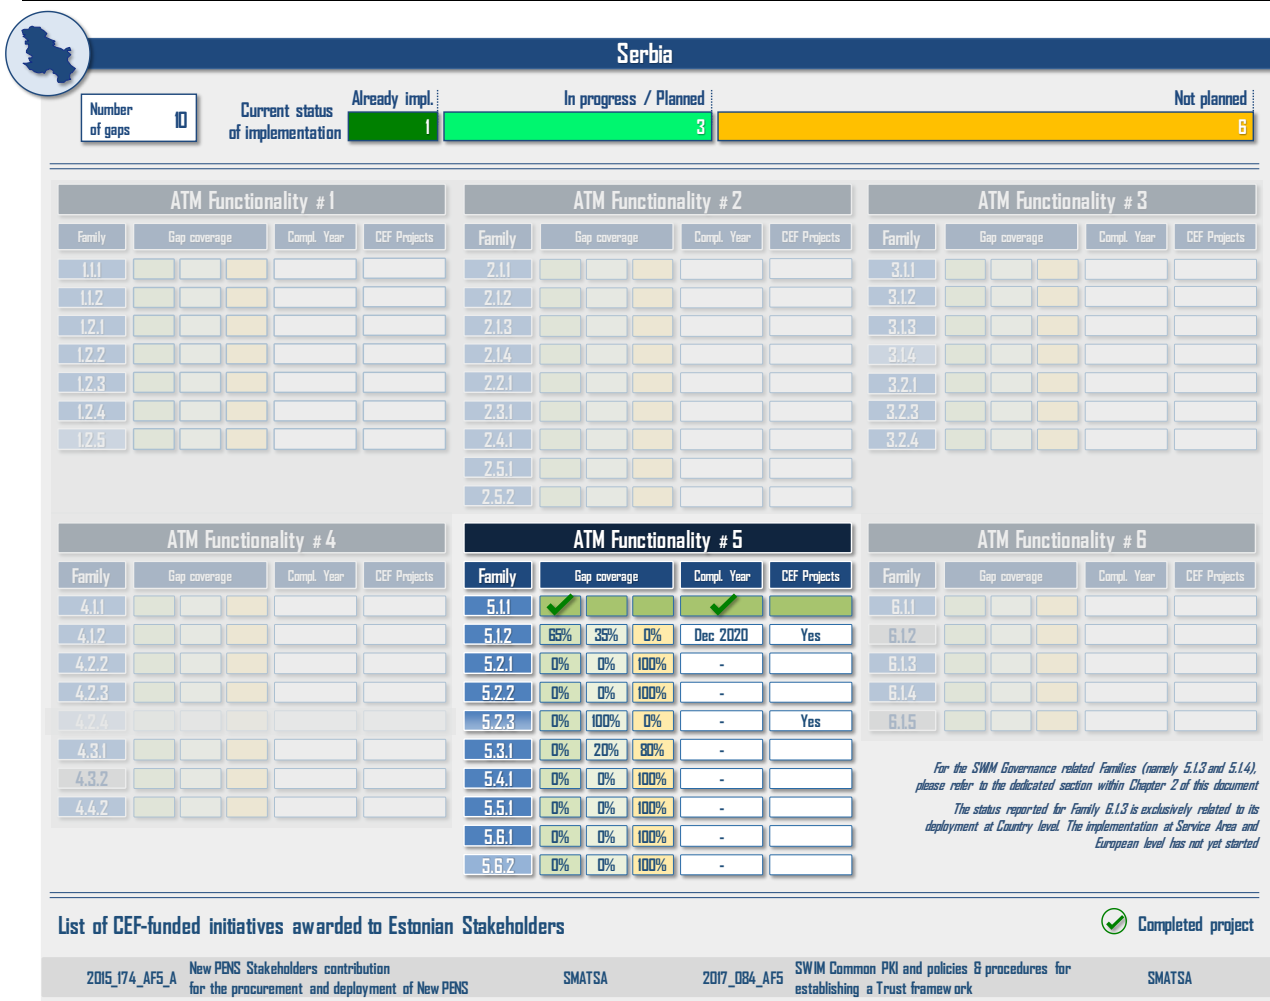 Serbia
Number of gaps 10
Current status of implementation
Already impl. 1
In progress / Planned 3
Not planned 6
ATM Functionality # 1
Family Gap coverage Compl. Year CEF Projects
1.1.1
1.1.2
1.2.1
1.2.2
1.2.3
1.2.4
1.2.5
ATM Functionality # 2
Family Gap coverage Compl. Year CEF Projects
2.1.1
2.1.2
2.1.3
2.1.4
2.2.1
2.3.1
2.4.1
2.5.1
2.5.2
ATM Functionality # 3
Family Gap coverage Compl. Year CEF Projects
3.1.1
3.1.2
3.1.3
3.1.4
3.2.1
3.2.3
3.2.4
ATM Functionality # 4
Family Gap coverage Compl. Year CEF Projects
4.1.1
4.1.2
4.2.2
4.2.3
4.2.4
4.3.1
4.3.2
4.4.2
ATM Functionality # 5
Family Gap coverage Compl. Year CEF Projects
5.1.1
5.1.2 65% 35% 0% Dec 2020 Yes
5.2.1 0% 0% 100% -
5.2.2 0% 0% 100% -
5.2.3 0% 100% 0% - Yes
5.3.1 0% 20% 80% -
5.4.1 0% 0% 100% -
5.5.1 0% 0% 100% -
5.6.1 0% 0% 100% -
5.6.2 0% 0% 100% -
ATM Functionality # 6
Family Gap coverage Compl. Year CEF Projects
6.1.1
6.1.2
6.1.3
6.1.4
6.1.5
For the SWIM Governance related Families (namely 5.1.3 and 5.1.4),
please refer to the dedicated section within Chapter 2 of this document
The status reported for Family 6.1.3 is exclusively related to its
deployment at Country level. The implementation at Service Area and
European level has not yet started
List of CEF-funded initiatives awarded to Estonian Stakeholders
Completed project
2015_174_AF5_A
New PENS Stakeholders contribution
for the procurement and deployment of New PENS
SMATSA
2017_084_AF5
SWIM Common PKI and policies & procedures for
establishing a Trust framework
SMATSA